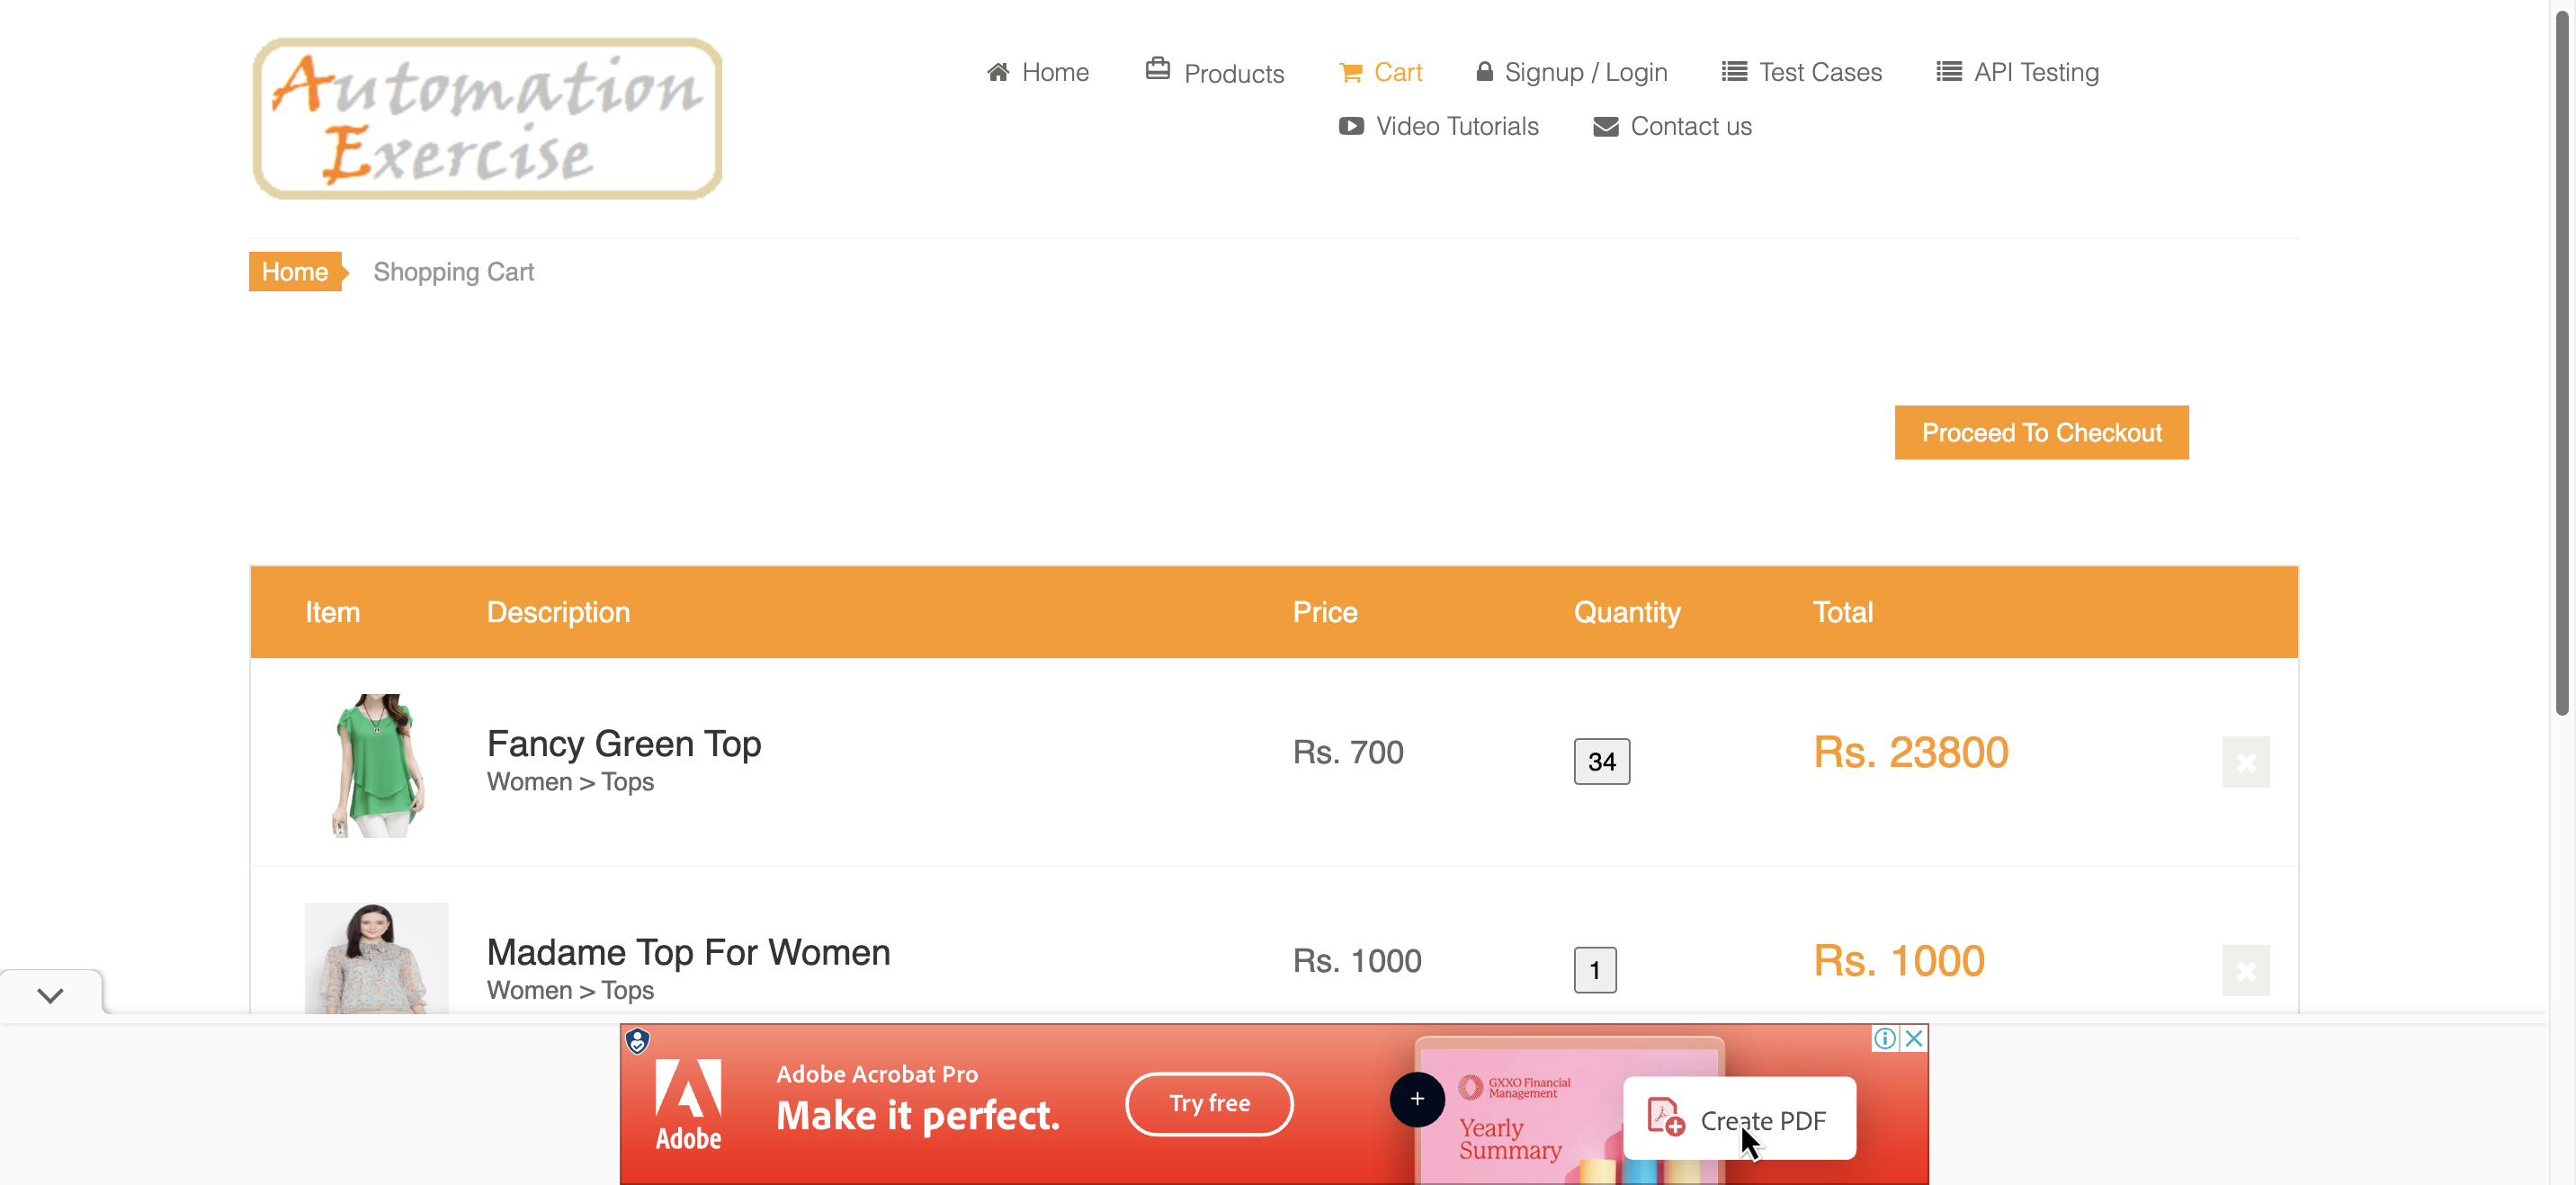 Automation
Exercise
Home
Products
Cart
Signup / Login
Test Cases
API Testing
Video Tutorials
Contact us
Home
Shopping Cart
Proceed To Checkout
Item Description Price Quantity Total
Fancy Green Top
Women > Tops
Rs. 700
34
Rs. 23800
Madame Top For Women
Women > Tops
Rs. 1000
1
Rs. 1000
Adobe
Adobe Acrobat Pro
Make it perfect.
Try free
GXXO Financial
Management
Yearly
Summary
Create PDF